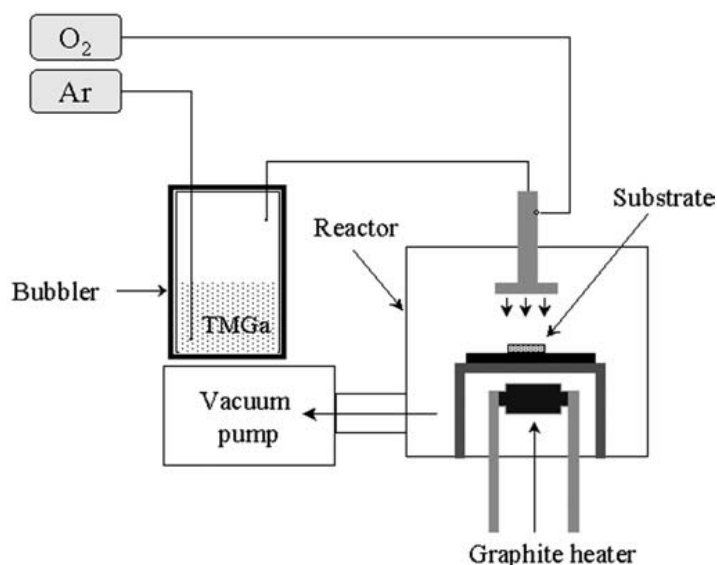 O₂
Ar
Substrate
Reactor
Bubbler
TMGa
Vacuum
pump
Graphite heater